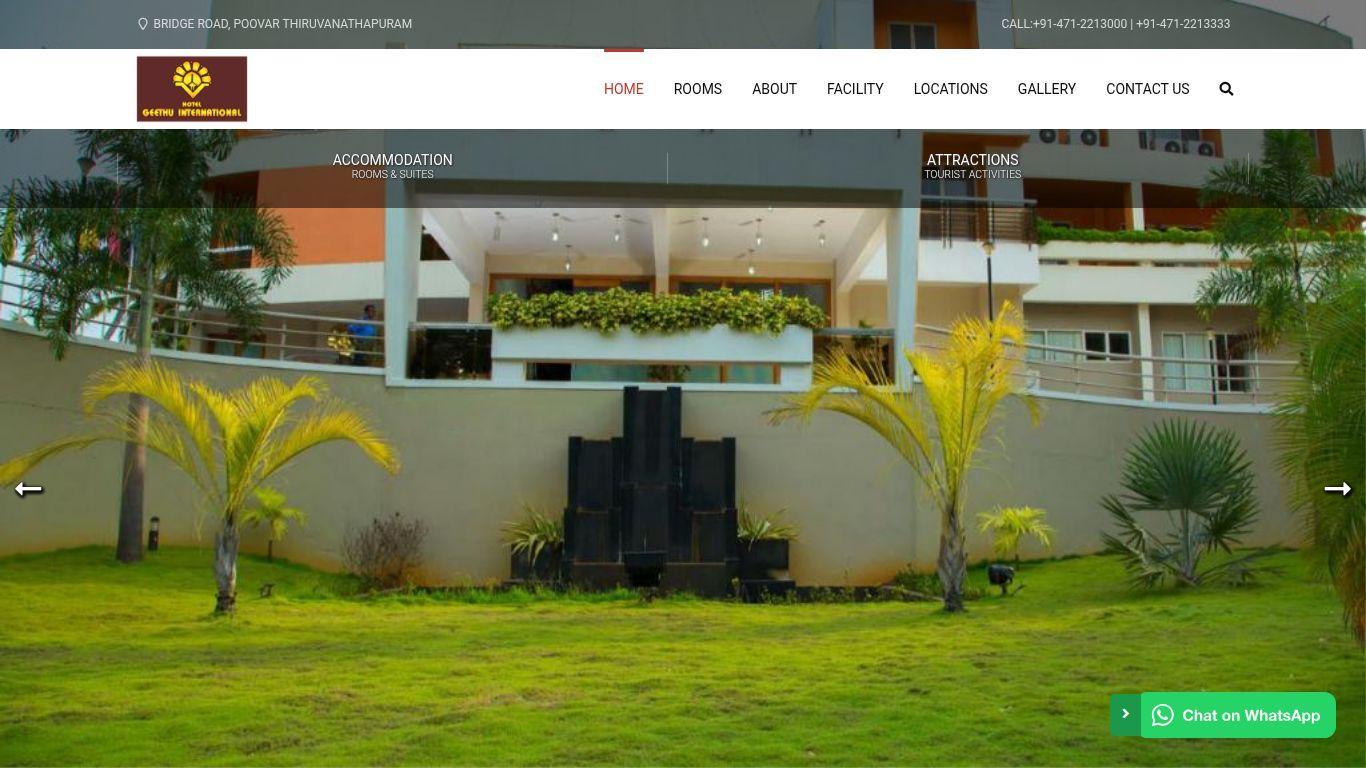 BRIDGE ROAD, POOVAR THIRUVANATHAPURAM
CALL:+91-471-2213000 | +91-471-2213333
HOTEL
GEETHU INTERNATIONAL
HOME
ROOMS
ABOUT
FACILITY
LOCATIONS
GALLERY
CONTACT US
ACCOMMODATION
ROOMS & SUITES
ATTRACTIONS
TOURIST ACTIVITIES
Chat on WhatsApp